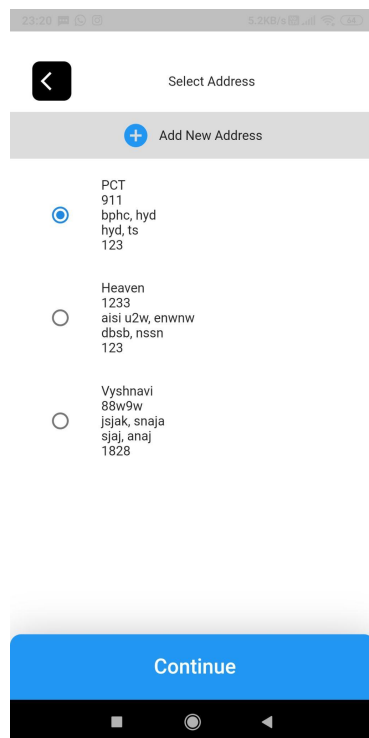 23:20
5.2KB/s
64
Select Address
Add New Address
PCT
911
bphc, hyd
hyd, ts
123
Heaven
1233
aisi u2w, enwnw
dbsb, nssn
123
Vyshnavi
88w9w
jsjak, snaja
sjaj, anaj
1828
Continue